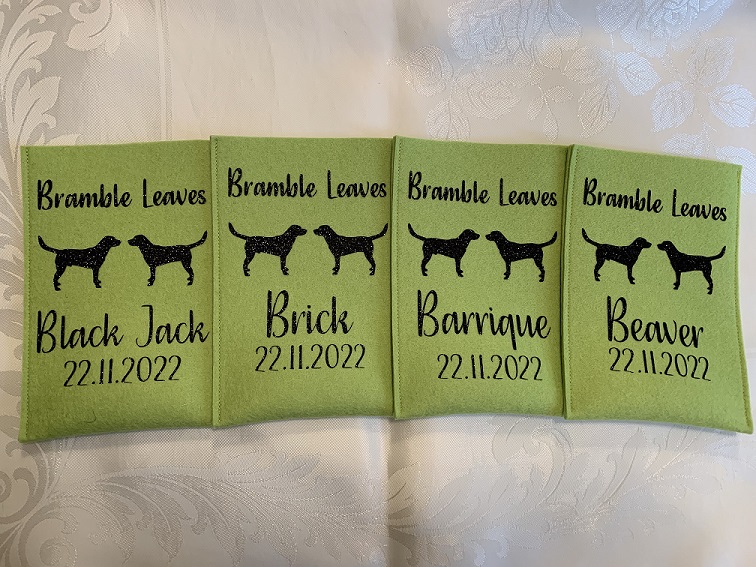 Bramble Leaves
Black Jack
22.11.2022
Bramble Leaves
Brick
22.11.2022
Bramble Leaves
Barrique
22.11.2022
Bramble Leaves
Beaver
22.11.2022